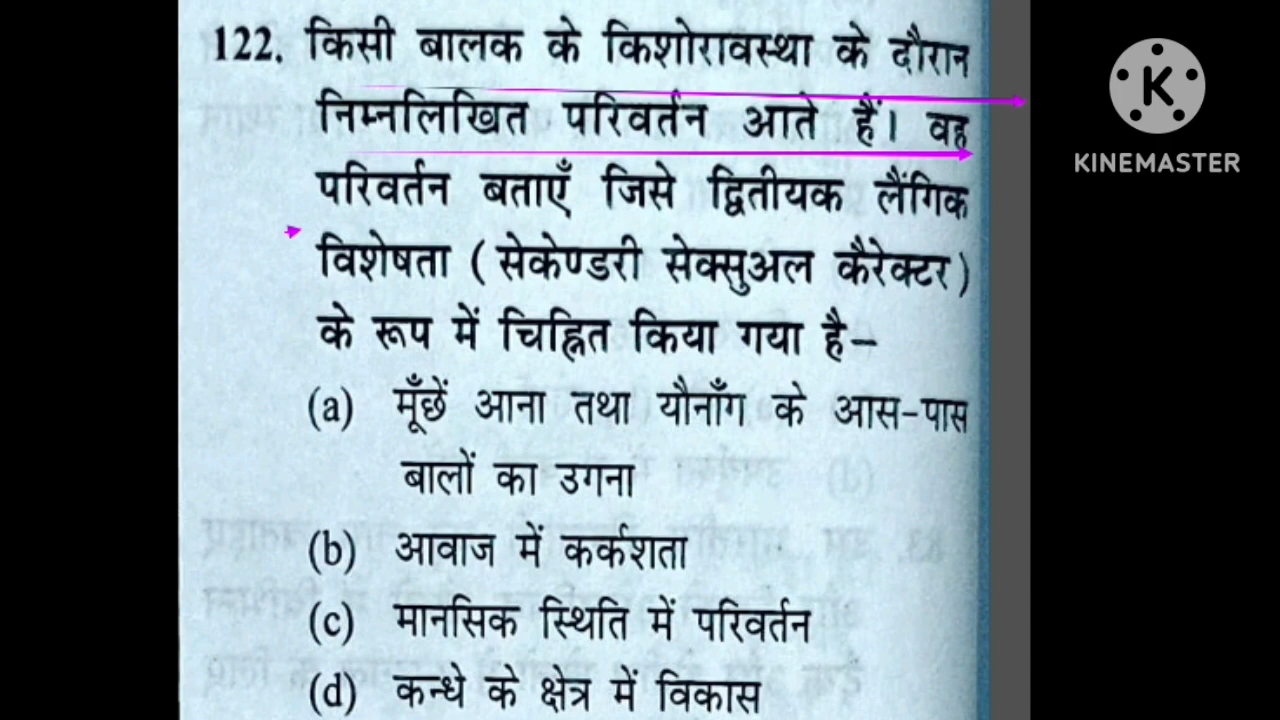 122. किसी बालक के किशोरावस्था के दौरान
निम्नलिखित परिवर्तन आते हैं। वह
परिवर्तन बताएँ जिसे द्वितीयक लैंगिक
विशेषता ( सेकेण्डरी सेक्सुअल कैरेक्टर)
के रूप में चिह्नित किया गया है–
(a) मूँछें आना तथा यौनाँग के आस-पास
बालों का उगना
(b) आवाज में कर्कशता
(c) मानसिक स्थिति में परिवर्तन
(d) कन्धे के क्षेत्र में विकास
K
KINEMASTER